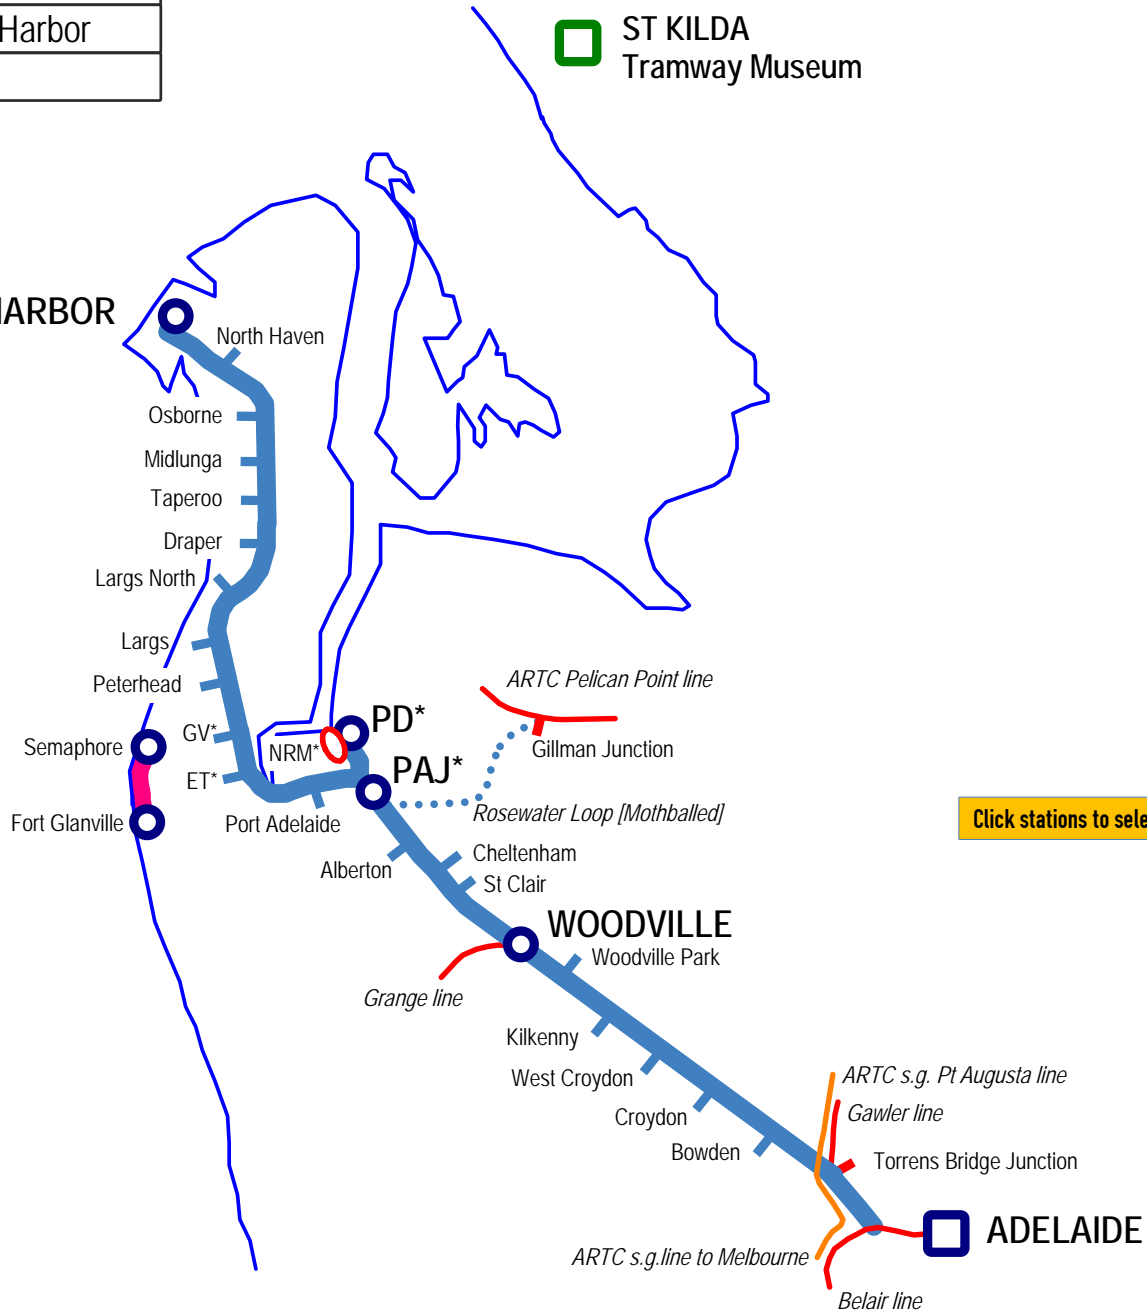 Harbor
ST KILDA
Tramway Museum
HARBOR
North Haven
Osborne
Midlunga
Taperoo
Draper
Largs North
Largs
Peterhead
ARTC Pelican Point line
PD*
GV*
NRM*
Semaphore
Gillman Junction
PAJ*
ET*
Fort Glanville
Port Adelaide
Rosewater Loop [Mothballed]
Click stations to sele
Alberton
Cheltenham
St Clair
WOODVILLE
Woodville Park
Grange line
Kilkenny
West Croydon
ARTC s.g. Pt Augusta line
Croydon
Gawler line
Bowden
Torrens Bridge Junction
ADELAIDE
ARTC s.g.line to Melbourne
Belair line